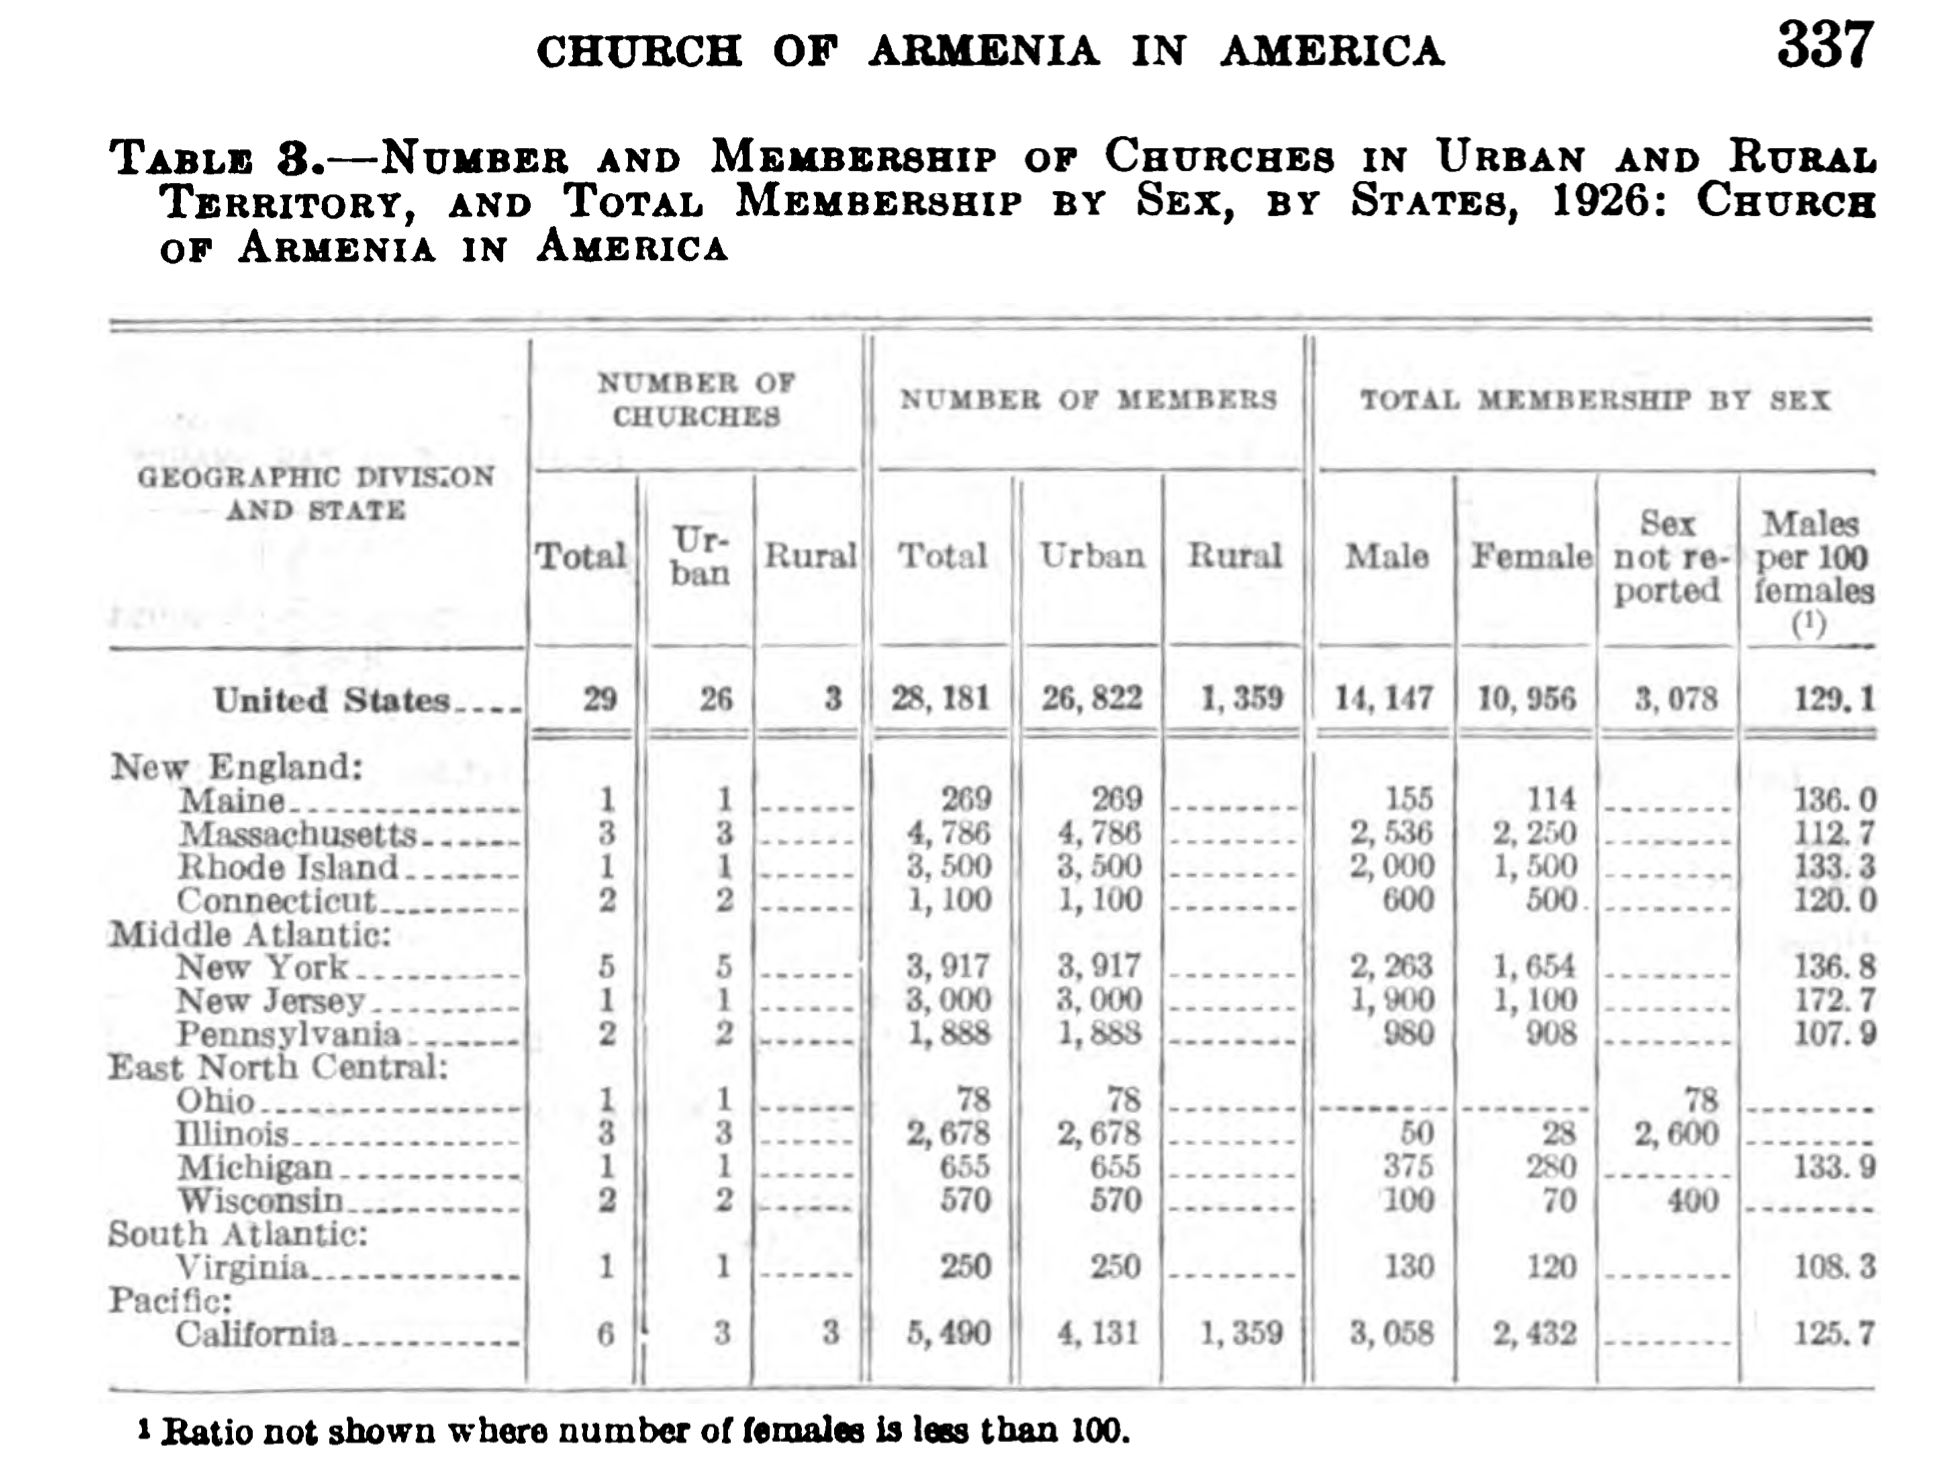 CHURCH OF ARMENIA IN AMERICA 337
TABLE 3.—NUMBER AND MEMBERSHIP OF CHURCHES IN URBAN AND RURAL
TERRITORY, AND TOTAL MEMBERSHIP BY SEX, BY STATES, 1926: CHURCH
OF ARMENIA IN AMERICA
GEOGRAPHIC DIVISION
AND STATE
NUMBER OF
CHURCHES
NUMBER OF MEMBERS
TOTAL MEMBERSHIP BY SEX
Total
Ur-
ban
Rural
Total
Urban
Rural
Male
Female
Sex
not re-
ported
Males
per 100
females
(1)
United States---- 29 26 3 28,181 26,822 1,359 14,147 10,956 3,078 129.1
New England:
Maine 1 1 ------ 269 269 ------ 155 114 ------ 136.0
Massachusetts 3 3 ------ 4,786 4,786 ------ 2,536 2,250 ------ 112.7
Rhode Island 1 1 ------ 3,500 3,500 ------ 2,000 1,500 ------ 133.3
Connecticut 2 2 ------ 1,100 1,100 ------ 600 500 ------ 120.0
Middle Atlantic:
New York 5 5 ------ 3,917 3,917 ------ 2,263 1,654 ------ 136.8
New Jersey 1 1 ------ 3,000 3,000 ------ 1,900 1,100 ------ 172.7
Pennsylvania 2 2 ------ 1,888 1,888 ------ 980 908 ------ 107.9
East North Central:
Ohio 1 1 ------ 78 78 ------ ------ ------ 78 ------
Illinois 3 3 ------ 2,678 2,678 ------ 50 28 2,600 ------
Michigan 1 1 ------ 655 655 ------ 375 280 ------ 133.9
Wisconsin 2 2 ------ 570 570 ------ 100 70 400 ------
South Atlantic:
Virginia 1 1 ------ 250 250 ------ 130 120 ------ 108.3
Pacific:
California 6 3 3 5,490 4,131 1,359 3,058 2,432 ------ 125.7
1 Ratio not shown where number of females is less than 100.